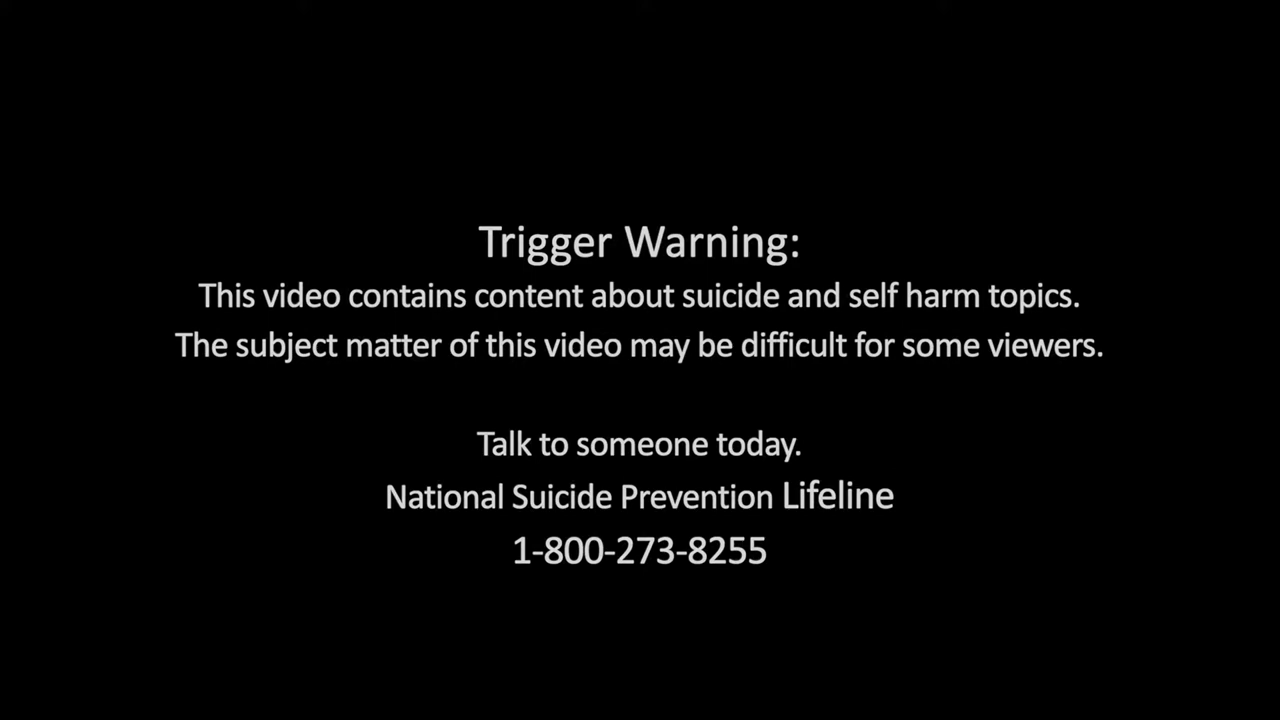 Trigger Warning:
This video contains content about suicide and self harm topics.
The subject matter of this video may be difficult for some viewers.
Talk to someone today.
National Suicide Prevention Lifeline
1-800-273-8255